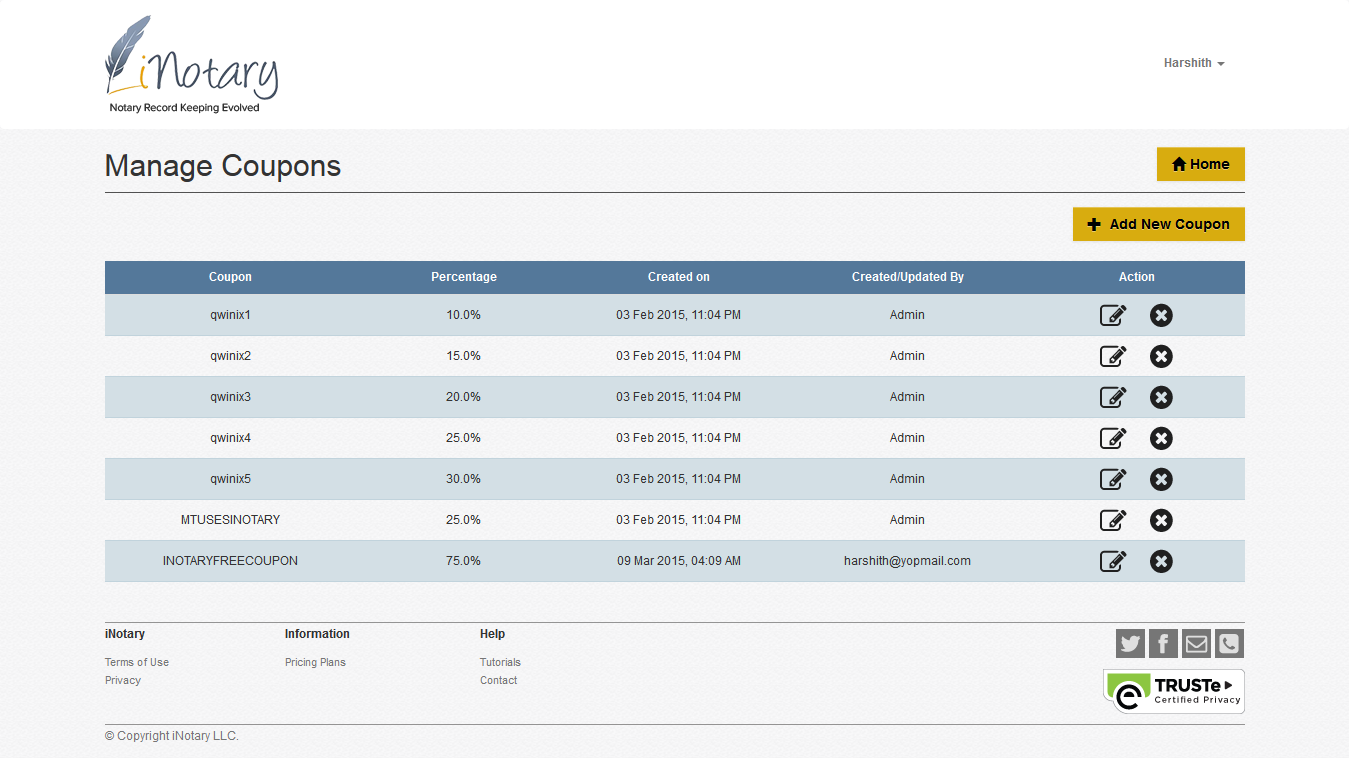 iNotary
Notary Record Keeping Evolved
Harshith
Manage Coupons
Home
Add New Coupon
Coupon Percentage Created on Created/Updated By Action
qwinix1 10.0% 03 Feb 2015, 11:04 PM Admin
qwinix2 15.0% 03 Feb 2015, 11:04 PM Admin
qwinix3 20.0% 03 Feb 2015, 11:04 PM Admin
qwinix4 25.0% 03 Feb 2015, 11:04 PM Admin
qwinix5 30.0% 03 Feb 2015, 11:04 PM Admin
MTUSESINOTARY 25.0% 03 Feb 2015, 11:04 PM Admin
INOTARYFREECOUPON 75.0% 09 Mar 2015, 04:09 AM harshith@yopmail.com
iNotary Information Help
Terms of Use Pricing Plans Tutorials
Privacy Contact
TRUSTe
Certified Privacy
© Copyright iNotary LLC.